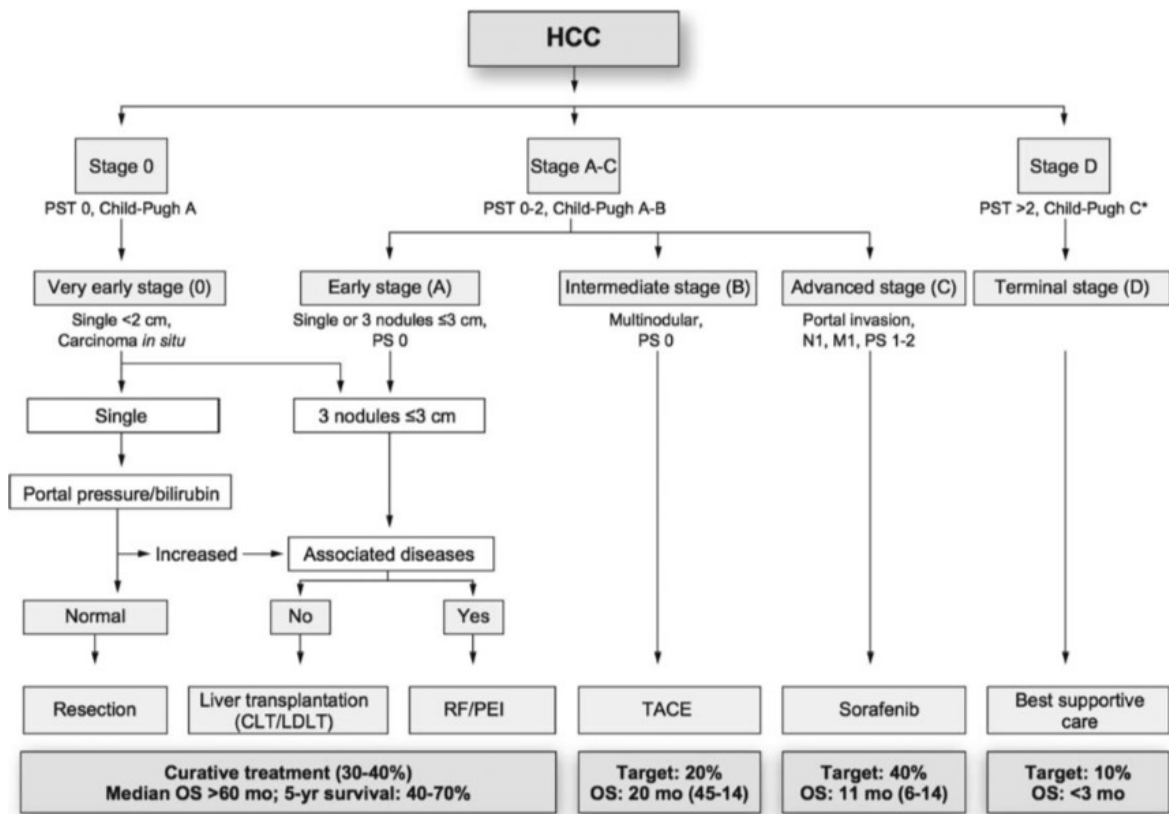 HCC
Stage 0
PST 0, Child-Pugh A
Stage A-C
PST 0-2, Child-Pugh A-B
Stage D
PST >2, Child-Pugh C*
Very early stage (0)
Single <2 cm,
Carcinoma in situ
Early stage (A)
Single or 3 nodules ≤3 cm,
PS 0
Intermediate stage (B)
Multinodular,
PS 0
Advanced stage (C)
Portal invasion,
N1, M1, PS 1-2
Terminal stage (D)
Single
3 nodules ≤3 cm
Portal pressure/bilirubin
Increased
Associated diseases
Normal
No
Yes
Resection
Liver transplantation
(CLT/LDLT)
RF/PEI
TACE
Sorafenib
Best supportive
care
Curative treatment (30-40%)
Median OS >60 mo; 5-yr survival: 40-70%
Target: 20%
OS: 20 mo (45-14)
Target: 40%
OS: 11 mo (6-14)
Target: 10%
OS: <3 mo